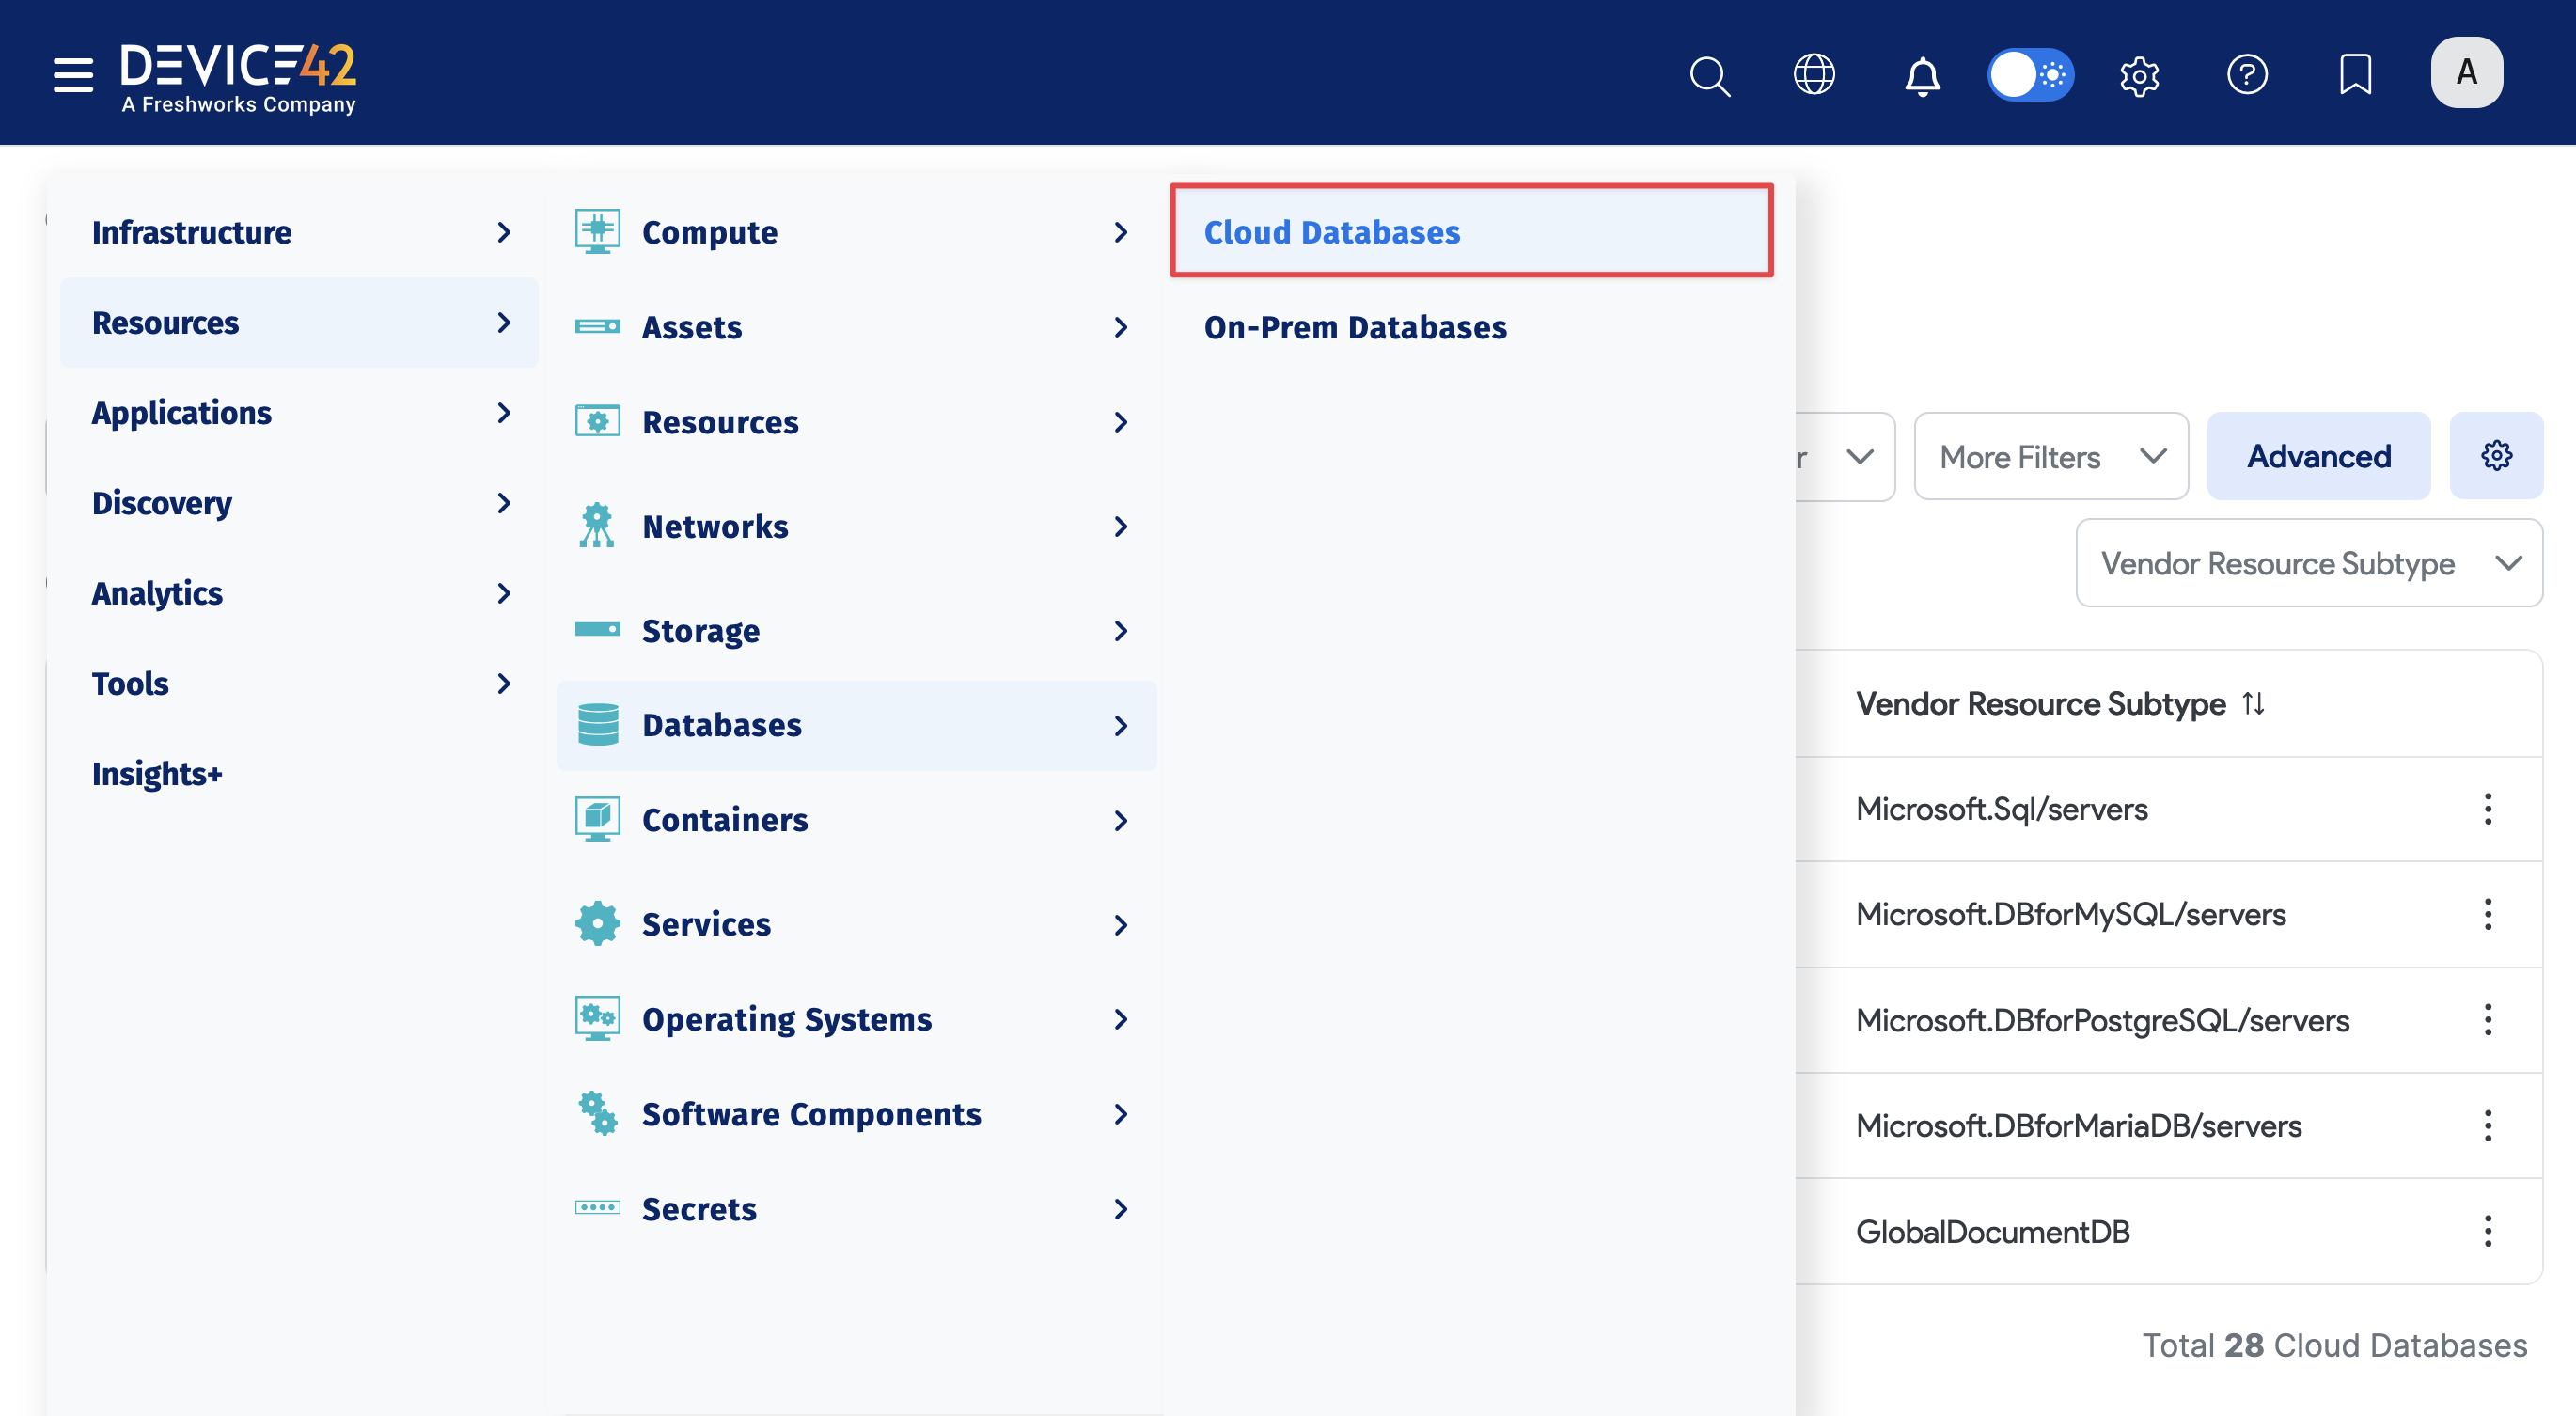 DEVICE42
A Freshworks Company
A
Infrastructure
Resources
Applications
Discovery
Analytics
Tools
Insights+
Compute
Assets
Resources
Networks
Storage
Databases
Containers
Services
Operating Systems
Software Components
Secrets
Cloud Databases
On-Prem Databases
r
More Filters
Advanced
Vendor Resource Subtype
Vendor Resource Subtype
Microsoft.Sql/servers
Microsoft.DBforMySQL/servers
Microsoft.DBforPostgreSQL/servers
Microsoft.DBforMariaDB/servers
GlobalDocumentDB
Total 28 Cloud Databases